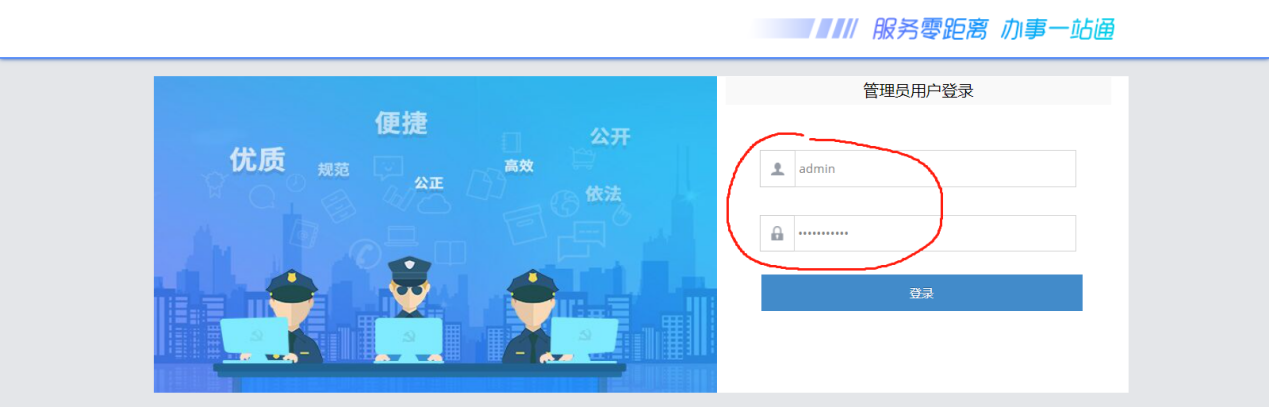 服务零距离 办事一站通
管理员用户登录
便捷
公开
优质
规范
高效
公正
依法
admin
•••••••••••
登录